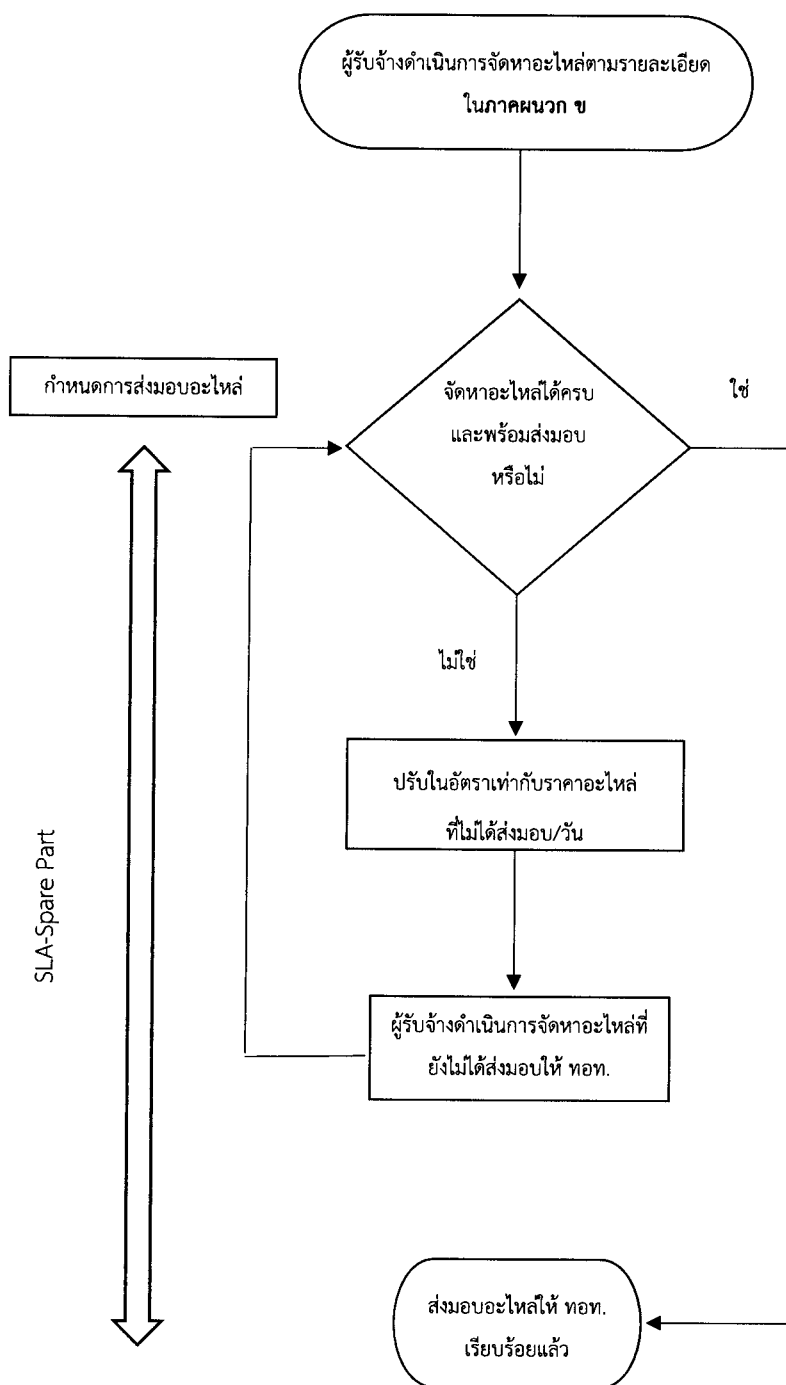 ผู้รับจ้างดำเนินการจัดหาอะไหล่ตามรายละเอียด
ในภาคผนวก ข
กำหนดการส่งมอบอะไหล่
จัดหาอะไหล่ได้ครบ
และพร้อมส่งมอบ
หรือไม่
ใช่
ไม่ใช่
ปรับในอัตราเท่ากับราคาอะไหล่
ที่ไม่ได้ส่งมอบ/วัน
SLA-Spare Part
ผู้รับจ้างดำเนินการจัดหาอะไหล่ที่
ยังไม่ได้ส่งมอบให้ ทอท.
ส่งมอบอะไหล่ให้ ทอท.
เรียบร้อยแล้ว